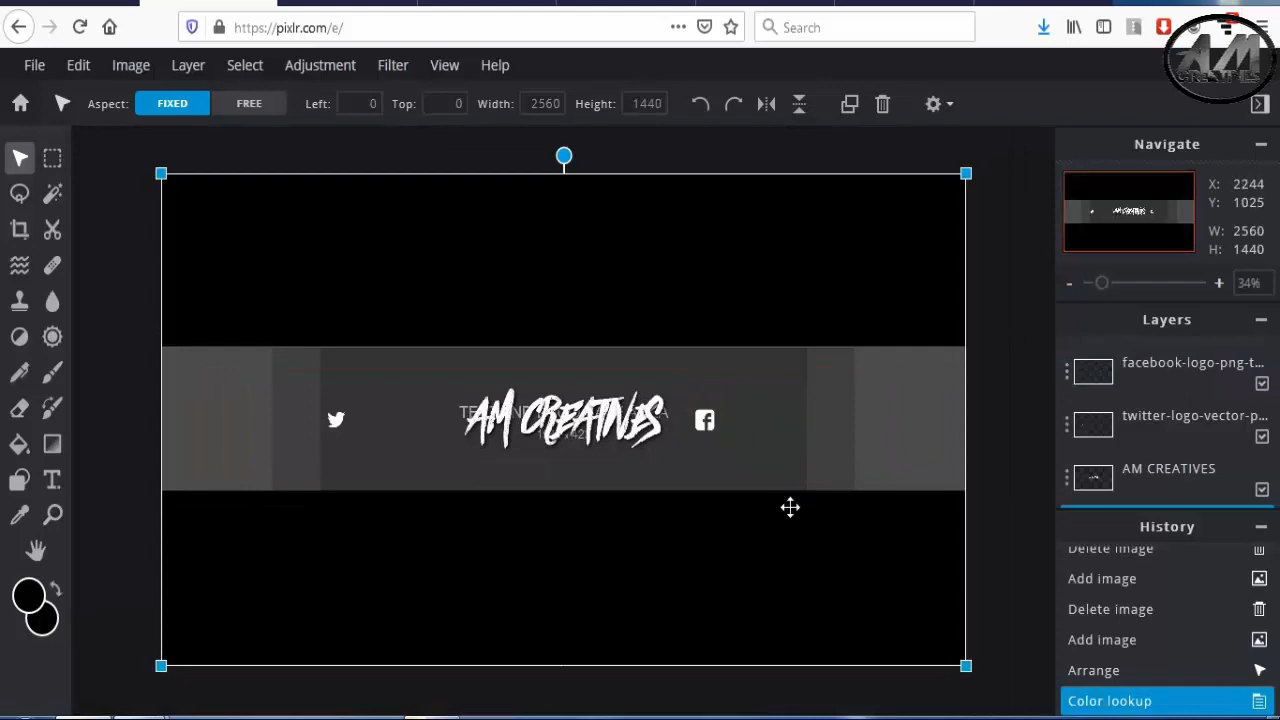 https://pixlr.com/e/
Search
AM
CREATIVES
File Edit Image Layer Select Adjustment Filter View Help
Aspect: FIXED FREE Left: 0 Top: 0 Width: 2560 Height: 1440
Navigate
X: 2244
Y: 1025
W: 2560
H: 1440
34%
Layers
facebook-logo-png-t...
twitter-logo-vector-p...
AM CREATIVES
AM CREATIVES
History
Delete image
Add image
Delete image
Add image
Arrange
Color lookup